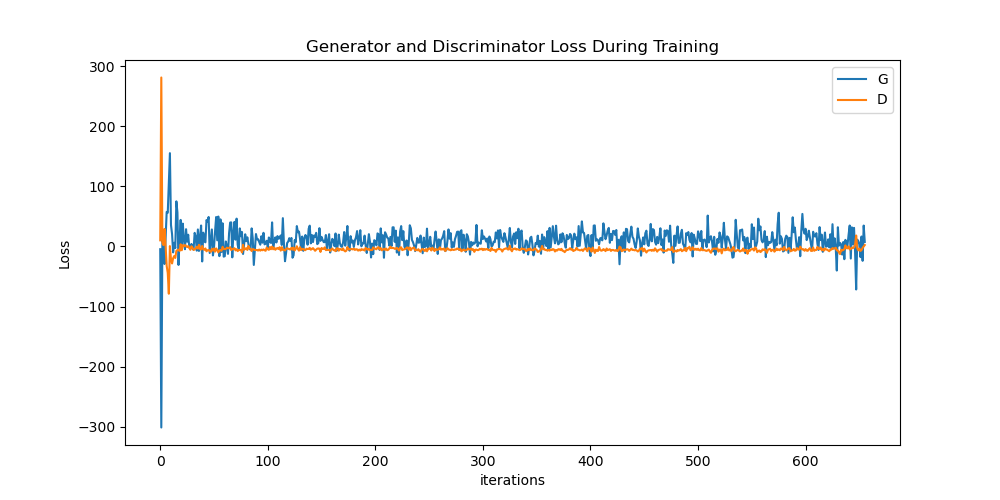 Generator and Discriminator Loss During Training
G
D
300
200
100
0
−100
−200
−300
Loss
0
100
200
300
400
500
600
iterations